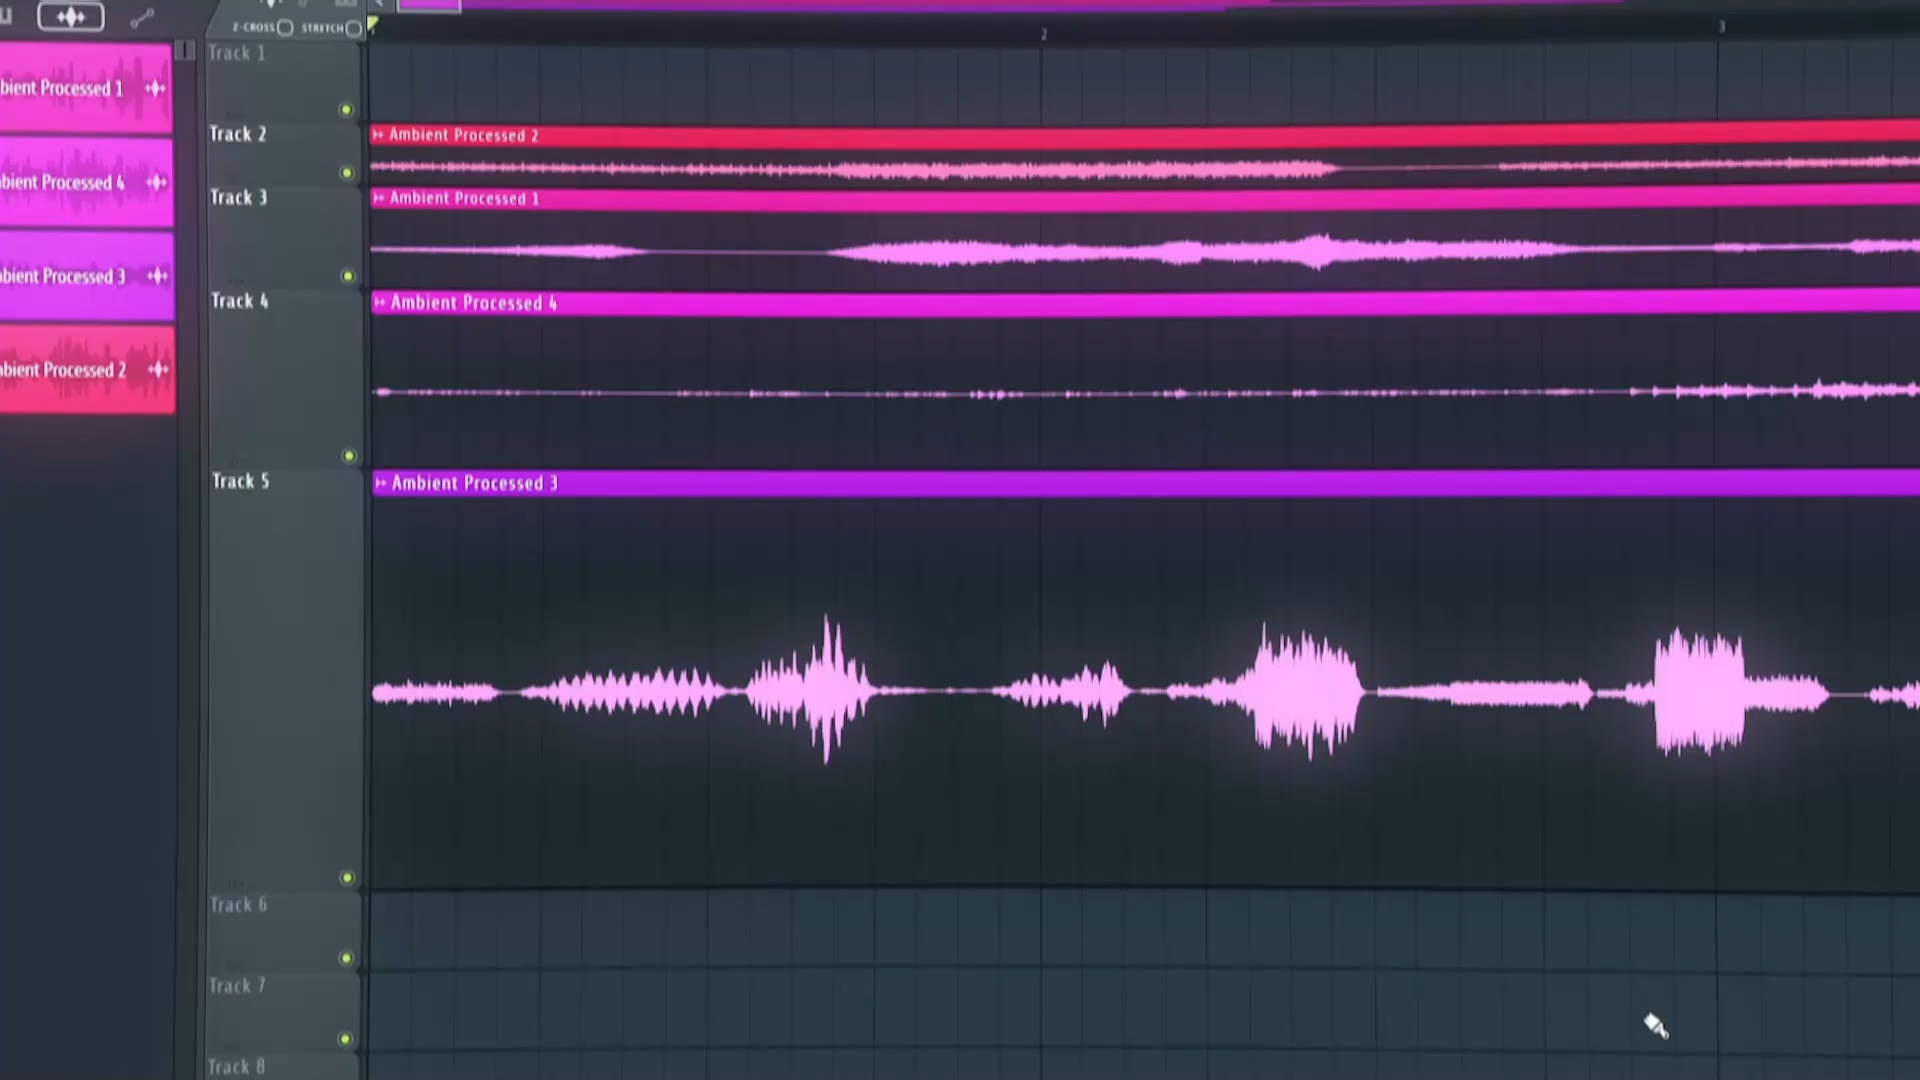 Z-CROSS STRETCH
2
3
bient Processed 1
bient Processed 4
bient Processed 3
bient Processed 2
Track 1
Track 2
Ambient Processed 2
Track 3
Ambient Processed 1
Track 4
Ambient Processed 4
Track 5
Ambient Processed 3
Track 6
Track 7
Track 8